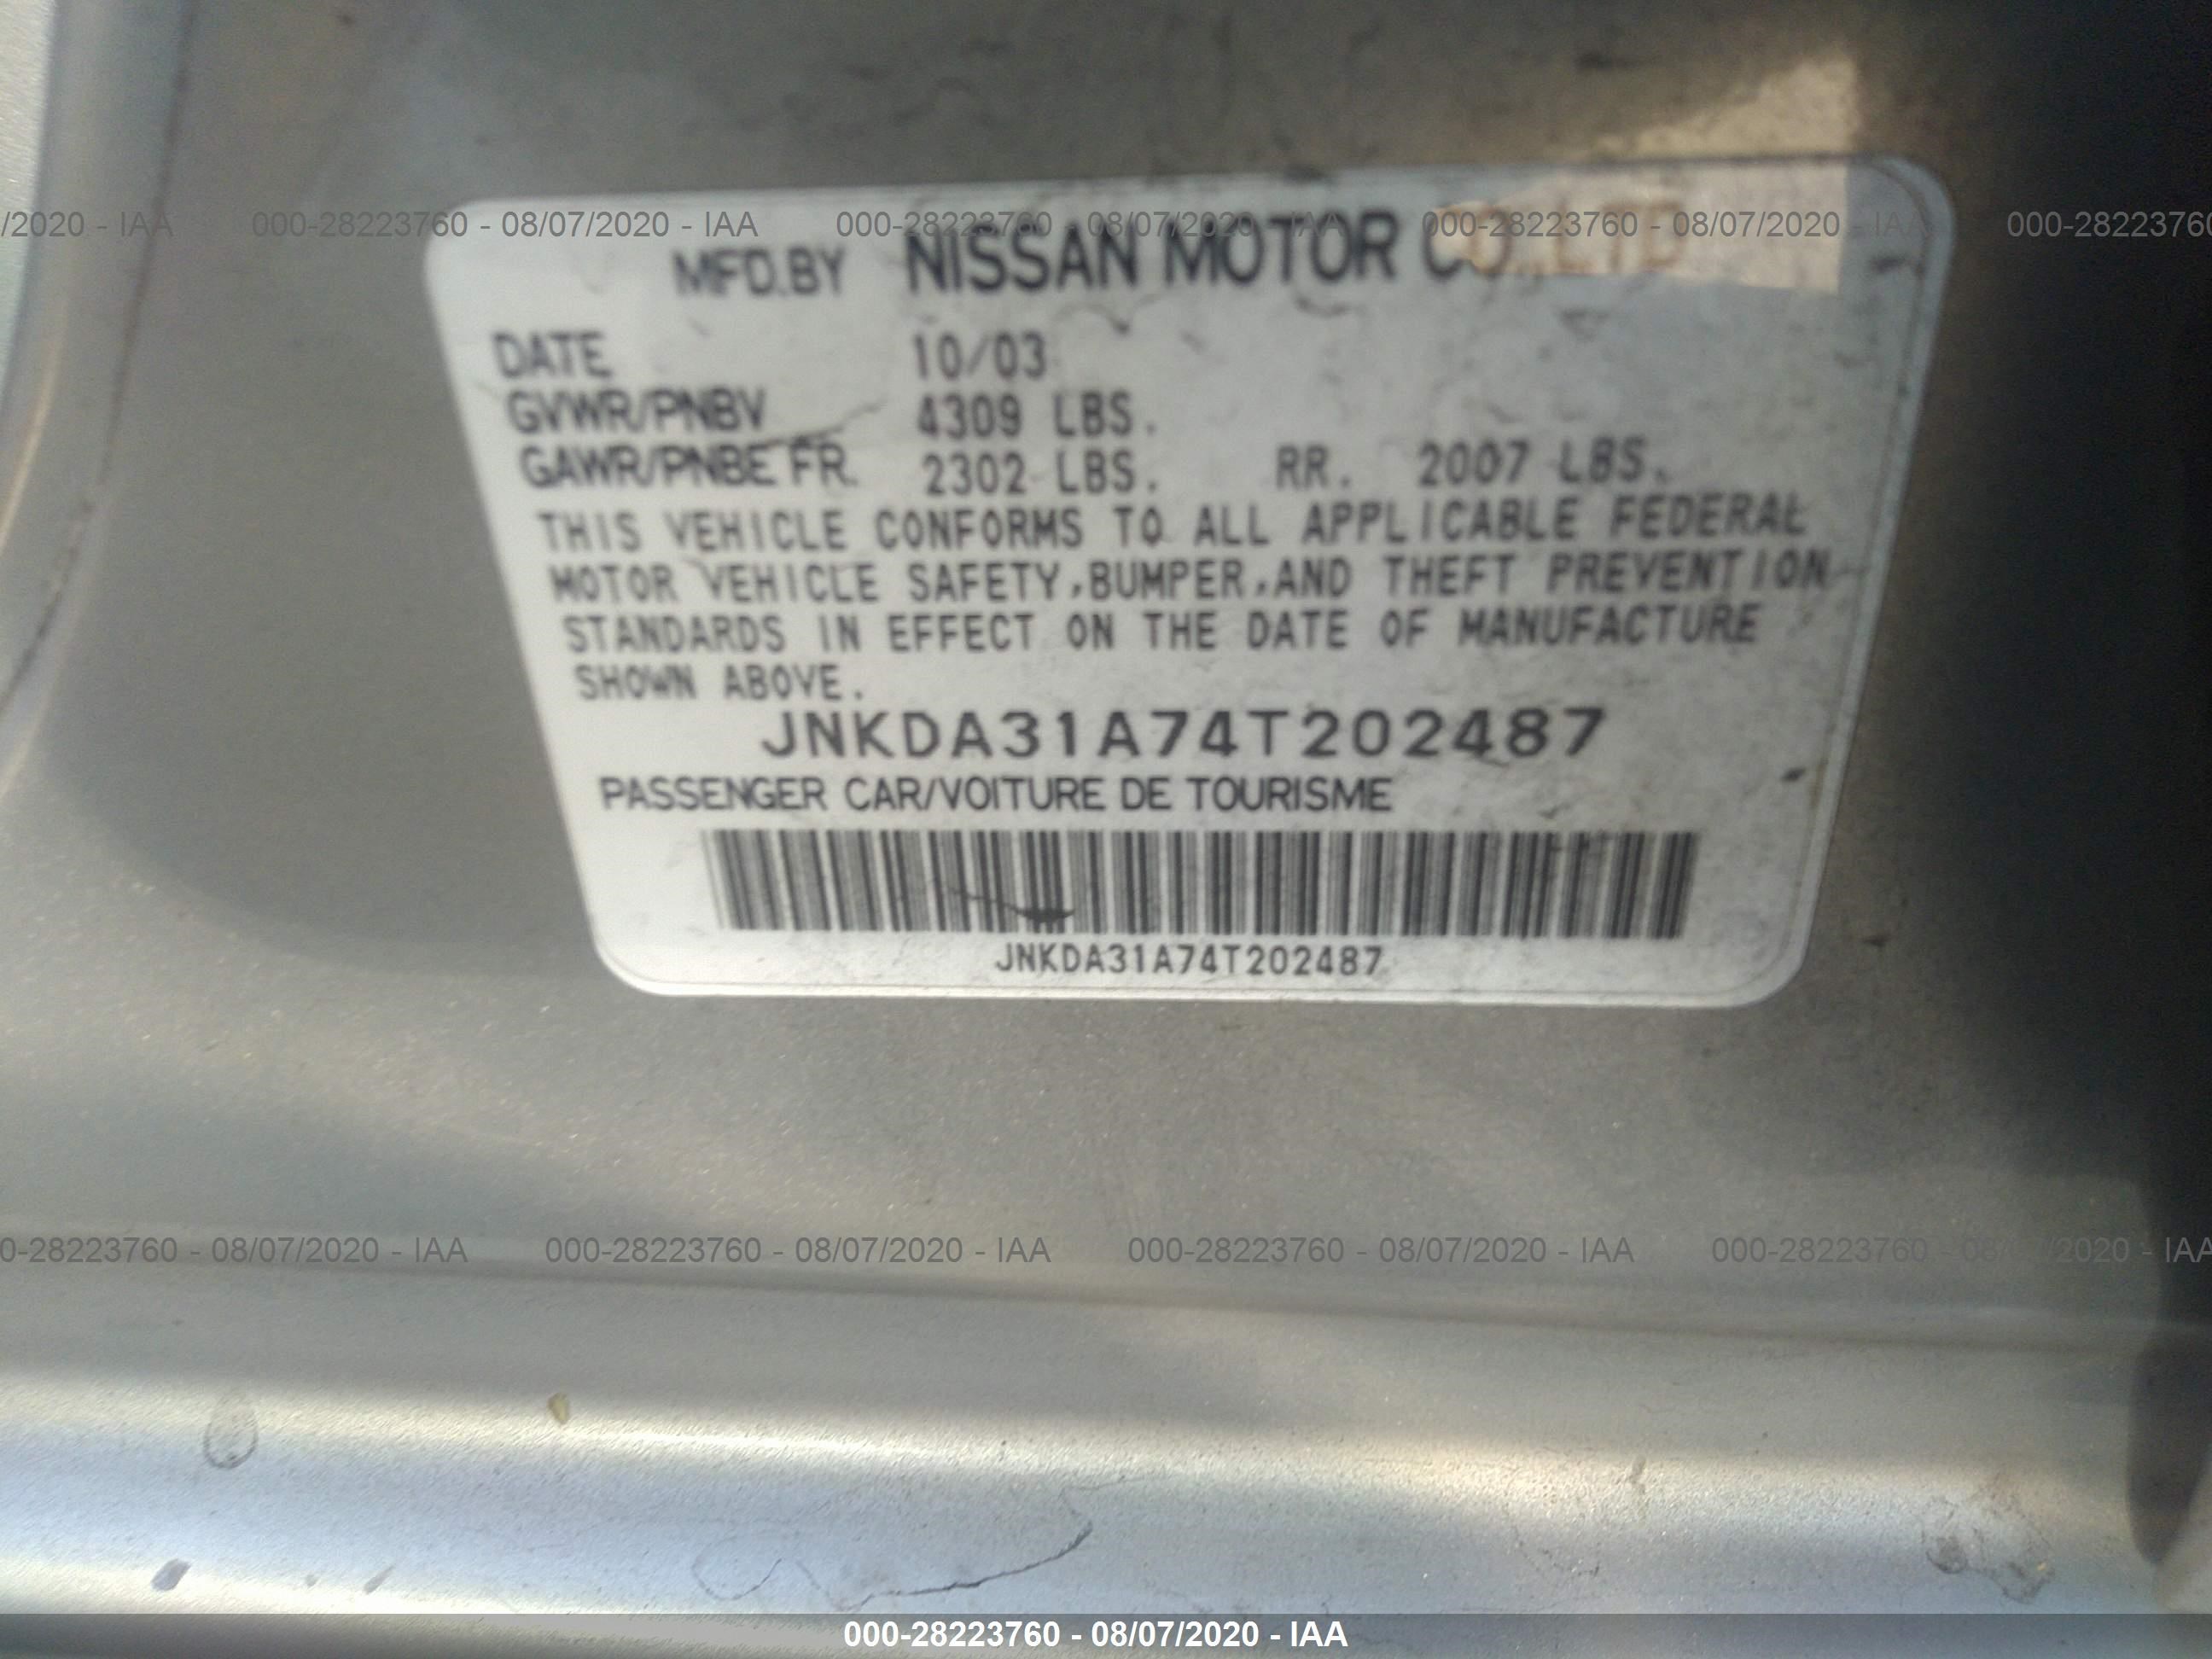 /2020 - IAA 000-28223760 - 08/07/2020 - IAA 000-28223760 - 08/07/2020 - IAA 000-28223760 - 08/07/2020 - IAA 000-28223760
MFD.BY NISSAN MOTOR CO.,LTD
DATE 10/03
GVWR/PNBV 4309 LBS.
GAWR/PNBE FR. 2302 LBS. RR. 2007 LBS.
THIS VEHICLE CONFORMS TO ALL APPLICABLE FEDERAL
MOTOR VEHICLE SAFETY,BUMPER,AND THEFT PREVENTION
STANDARDS IN EFFECT ON THE DATE OF MANUFACTURE
SHOWN ABOVE.
JNKDA31A74T202487
PASSENGER CAR/VOITURE DE TOURISME
JNKDA31A74T202487
0-28223760 - 08/07/2020 - IAA 000-28223760 - 08/07/2020 - IAA 000-28223760 - 08/07/2020 - IAA 000-28223760 - 08/07/2020 - IAA
000-28223760 - 08/07/2020 - IAA